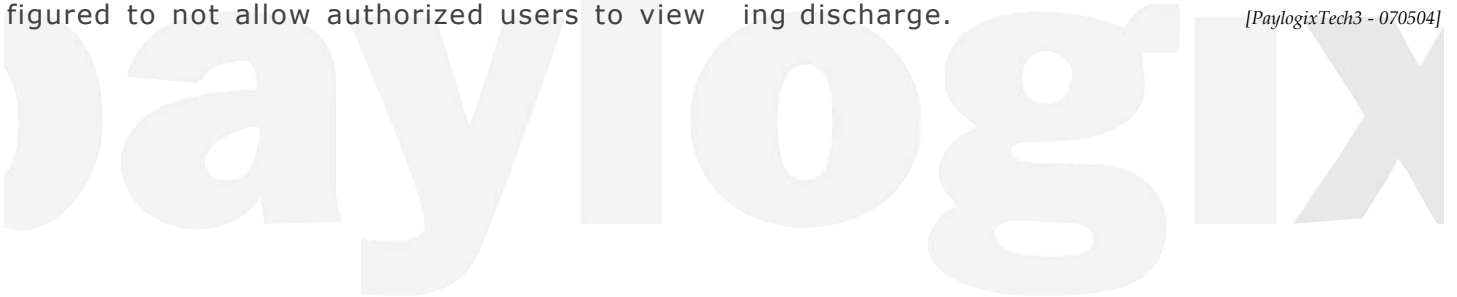 figured to not allow authorized users to view
ing discharge.
[PaylogixTech3 - 070504]
paylogix